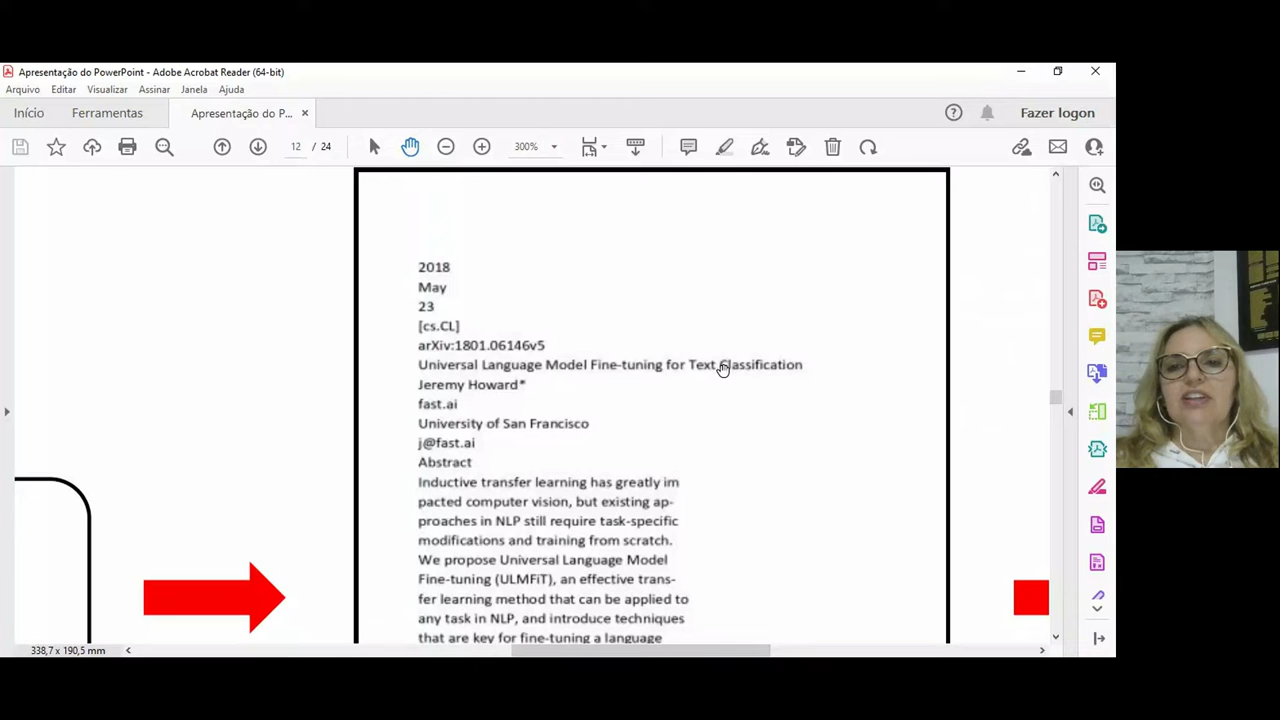 Apresentação do PowerPoint - Adobe Acrobat Reader (64-bit)
Arquivo Editar Visualizar Assinar Janela Ajuda
Início Ferramentas Apresentação do P... × Fazer logon
12 / 24 300%
2018
May
23
[cs.CL]
arXiv:1801.06146v5
Universal Language Model Fine-tuning for Text Classification
Jeremy Howard*
fast.ai
University of San Francisco
j@fast.ai
Abstract
Inductive transfer learning has greatly im
pacted computer vision, but existing ap-
proaches in NLP still require task-specific
modifications and training from scratch.
We propose Universal Language Model
Fine-tuning (ULMFiT), an effective trans-
fer learning method that can be applied to
any task in NLP, and introduce techniques
that are key for fine-tuning a language
338,7 x 190,5 mm